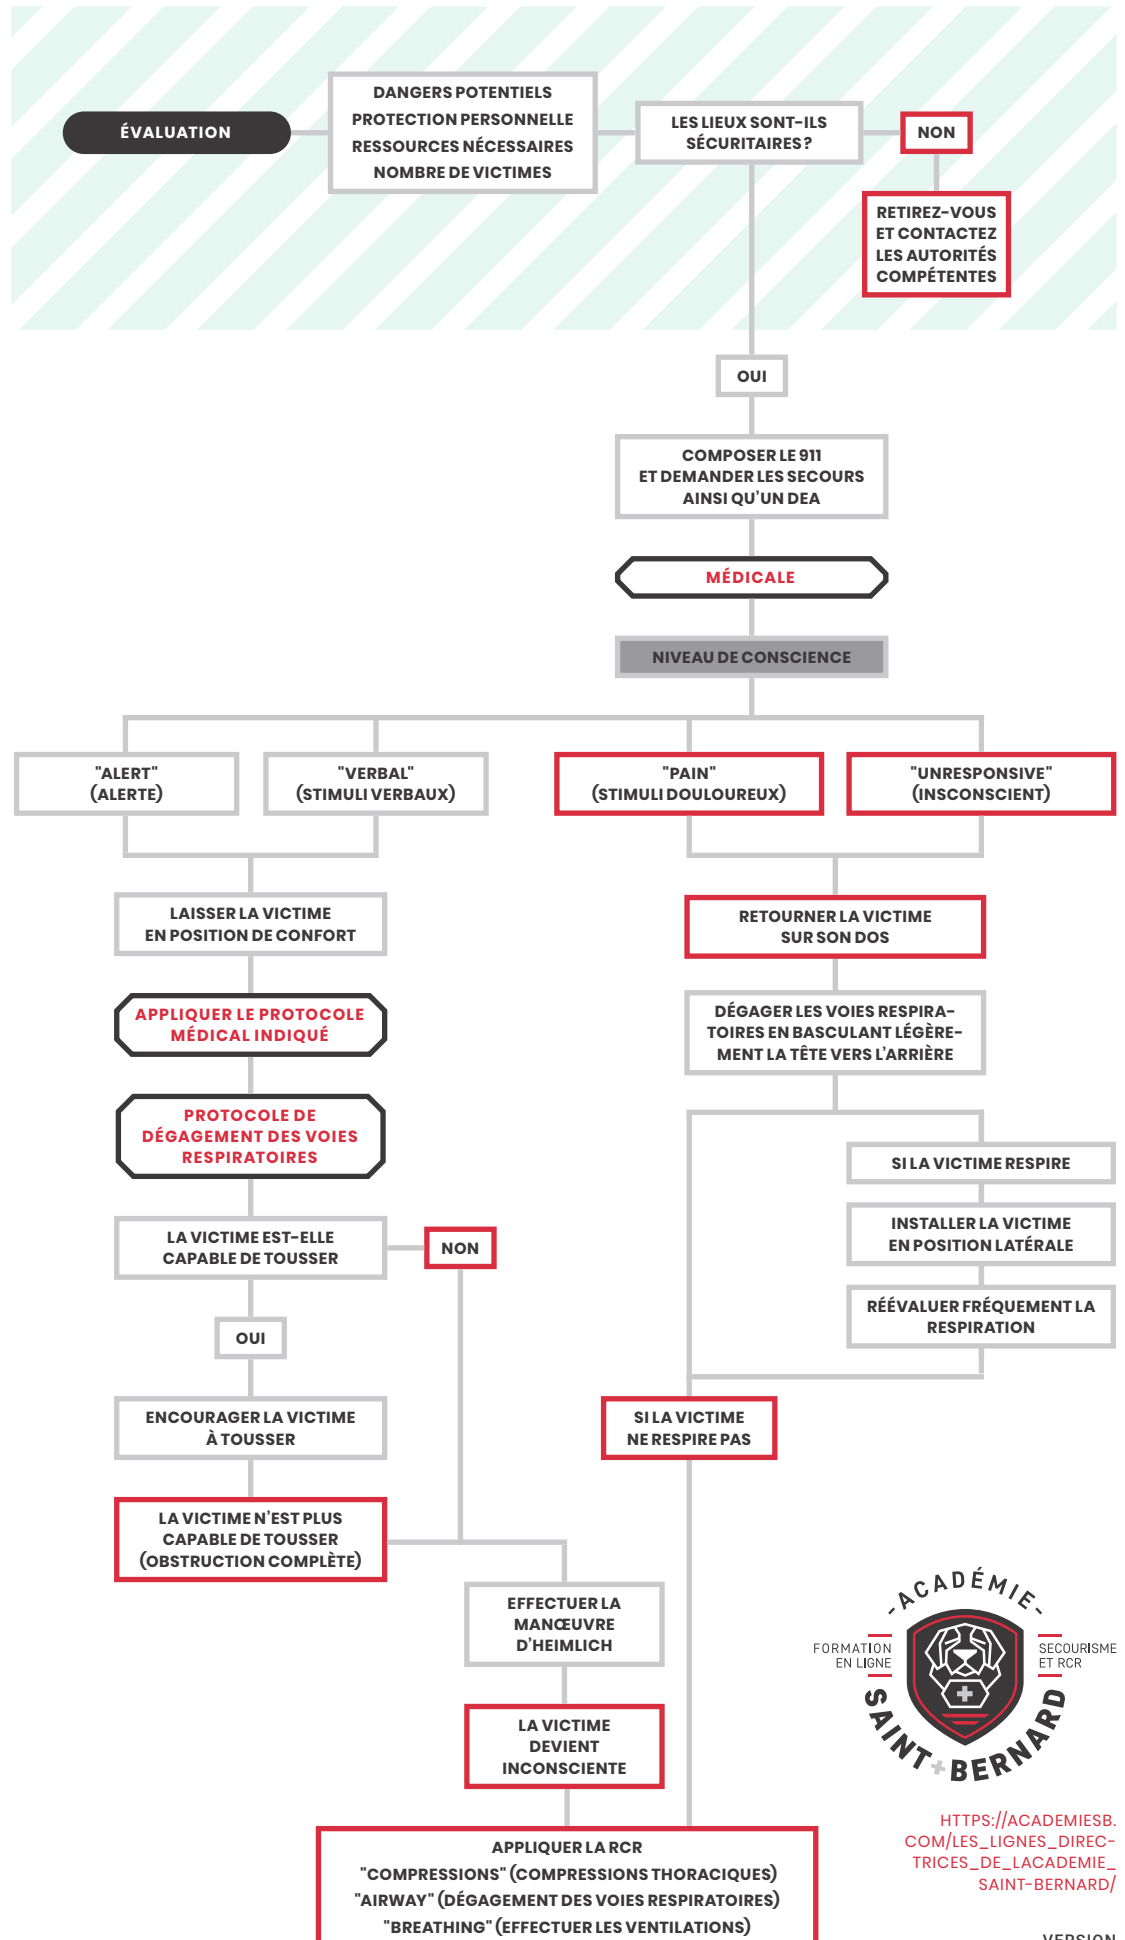 ÉVALUATION
DANGERS POTENTIELS
PROTECTION PERSONNELLE
RESSOURCES NÉCESSAIRES
NOMBRE DE VICTIMES
LES LIEUX SONT-ILS
SÉCURITAIRES?
NON
RETIREZ-VOUS
ET CONTACTEZ
LES AUTORITÉS
COMPÉTENTES
OUI
COMPOSER LE 911
ET DEMANDER LES SECOURS
AINSI QU'UN DEA
MÉDICALE
NIVEAU DE CONSCIENCE
"ALERT"
(ALERTE)
"VERBAL"
(STIMULI VERBAUX)
"PAIN"
(STIMULI DOULOUREUX)
"UNRESPONSIVE"
(INSCONSCIENT)
LAISSER LA VICTIME
EN POSITION DE CONFORT
APPLIQUER LE PROTOCOLE
MÉDICAL INDIQUÉ
PROTOCOLE DE
DÉGAGEMENT DES VOIES
RESPIRATOIRES
LA VICTIME EST-ELLE
CAPABLE DE TOUSSER
NON
OUI
ENCOURAGER LA VICTIME
À TOUSSER
LA VICTIME N'EST PLUS
CAPABLE DE TOUSSER
(OBSTRUCTION COMPLÈTE)
RETOURNER LA VICTIME
SUR SON DOS
DÉGAGER LES VOIES RESPIRA-
TOIRES EN BASCULANT LÉGÈRE-
MENT LA TÊTE VERS L'ARRIÈRE
SI LA VICTIME RESPIRE
INSTALLER LA VICTIME
EN POSITION LATÉRALE
RÉÉVALUER FRÉQUEMENT LA
RESPIRATION
SI LA VICTIME
NE RESPIRE PAS
EFFECTUER LA
MANŒUVRE
D'HEIMLICH
LA VICTIME
DEVIENT
INCONSCIENTE
APPLIQUER LA RCR
"COMPRESSIONS" (COMPRESSIONS THORACIQUES)
"AIRWAY" (DÉGAGEMENT DES VOIES RESPIRATOIRES)
"BREATHING" (EFFECTUER LES VENTILATIONS)
-ACADÉMIE-
FORMATION
EN LIGNE
SECOURISME
ET RCR
SAINT+BERNARD
HTTPS://ACADEMIESB.
COM/LES_LIGNES_DIREC-
TRICES_DE_LACADEMIE_
SAINT-BERNARD/
VERSION